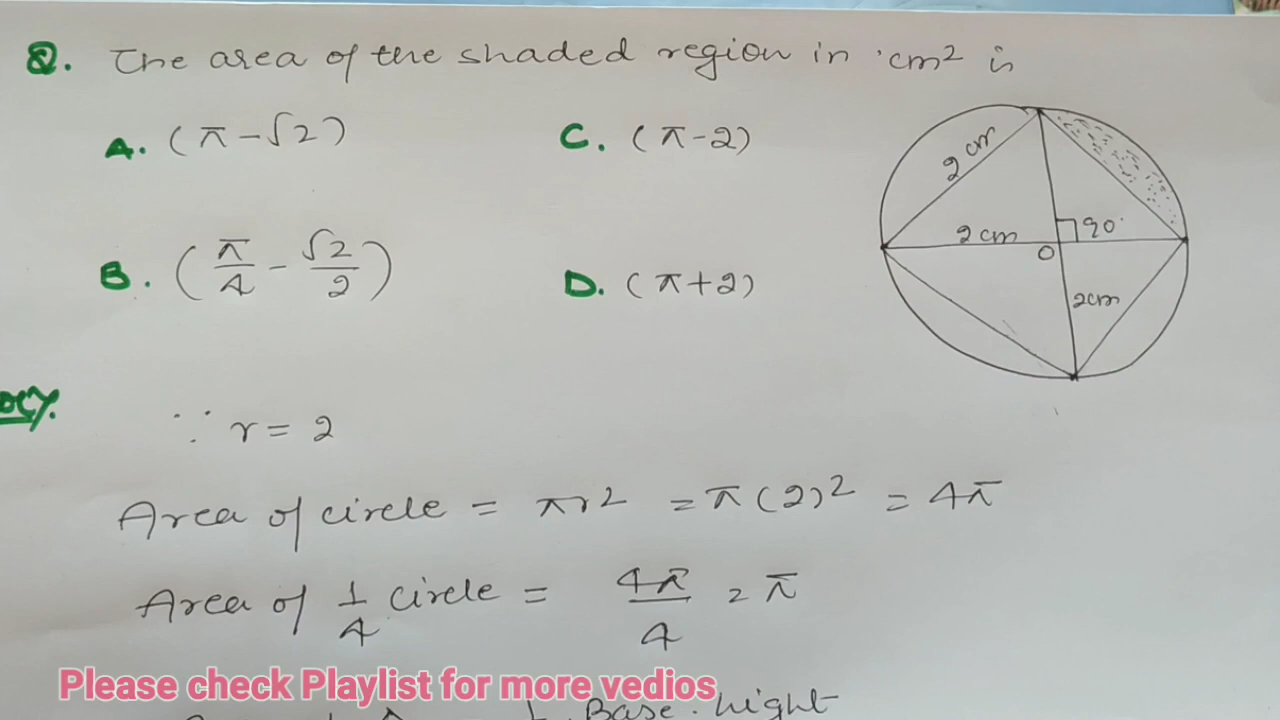 Q. The area of the shaded region in cm² is
A. (π-√2)
C. (π-2)
B. (π/4 - √2/2)
D. (π+2)
2 cm
2 cm
90°
O
2cm
∵ r = 2
Area of circle = πr² = π(2)² = 4π
Area of 1/4 circle = 4π/4 = π
Please check Playlist for more vedios
Base. hight